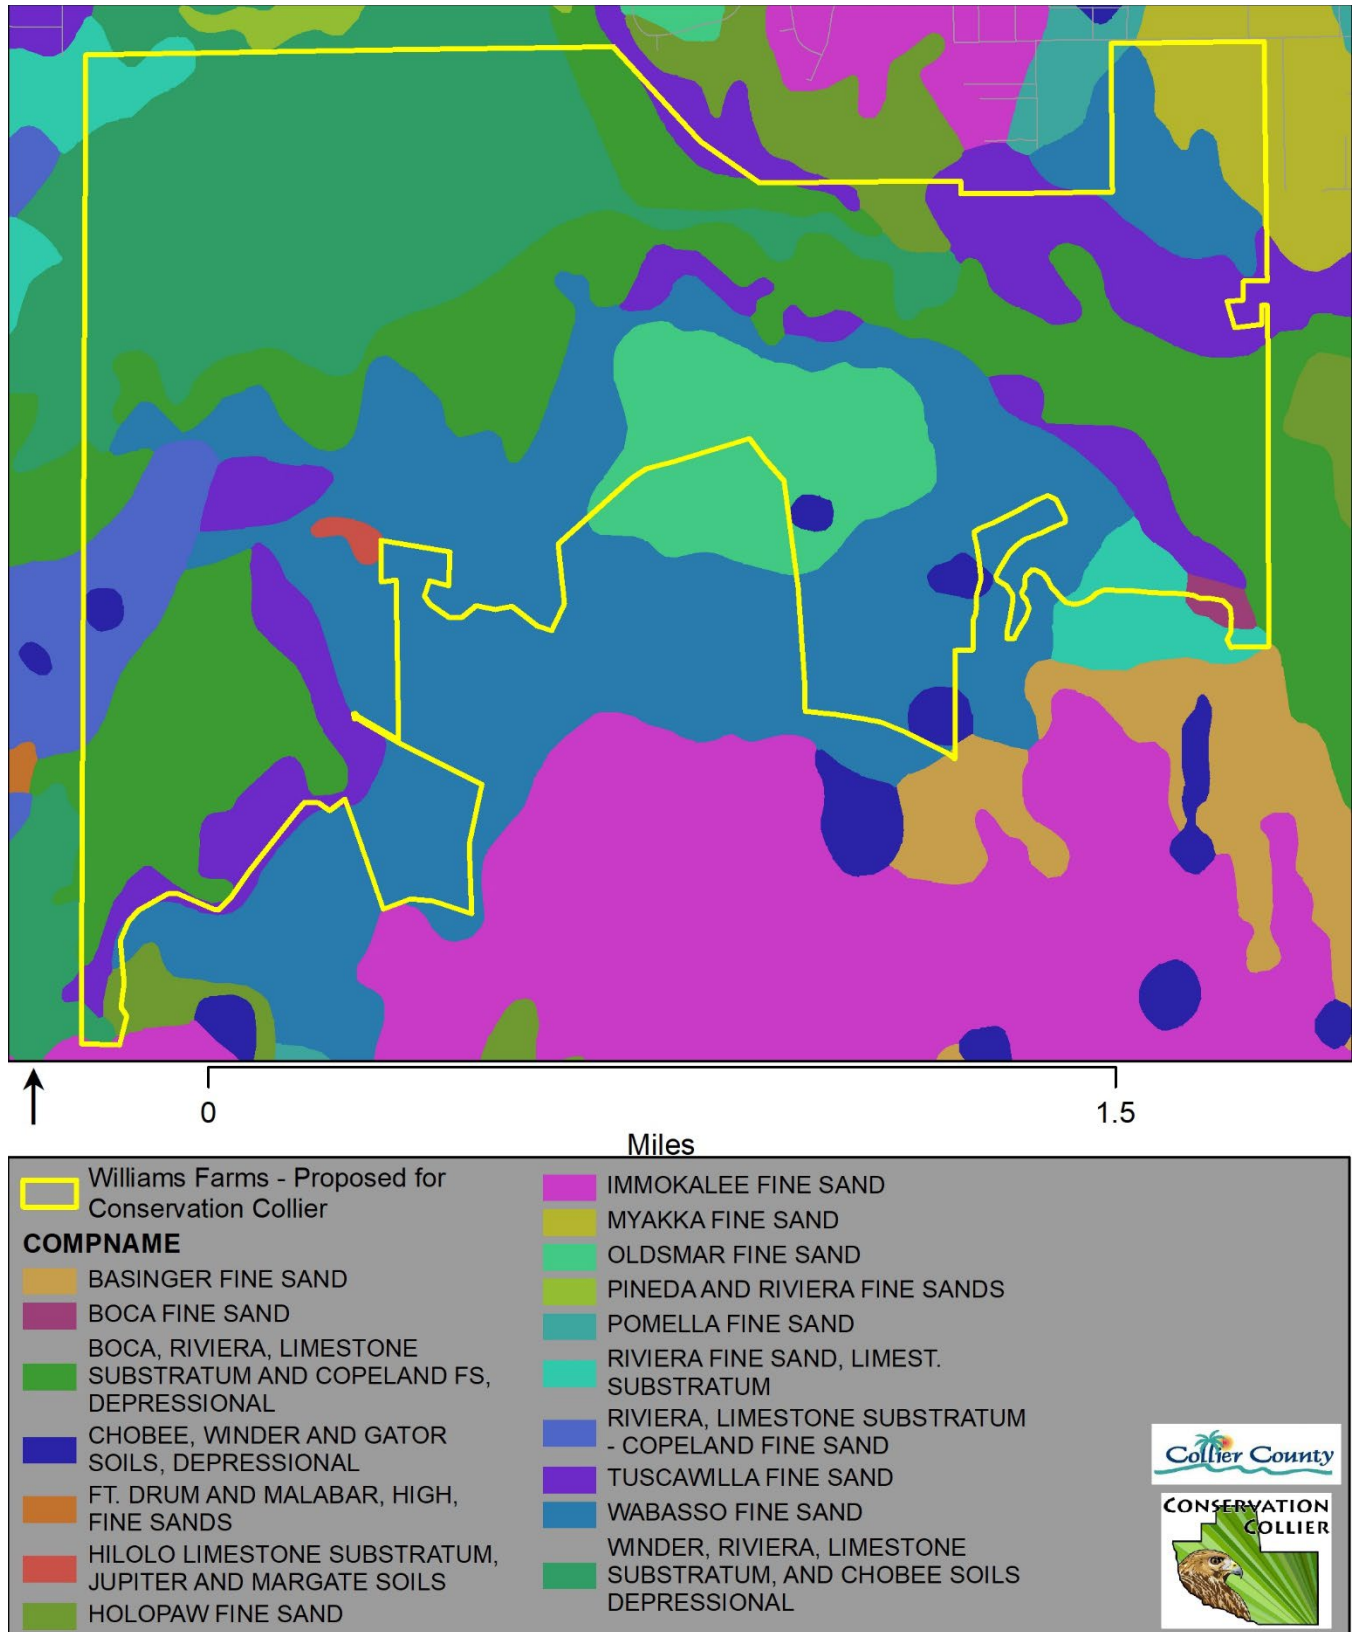 0
1.5
Miles
Williams Farms - Proposed for
Conservation Collier
COMPNAME
BASINGER FINE SAND
BOCA FINE SAND
BOCA, RIVIERA, LIMESTONE
SUBSTRATUM AND COPELAND FS,
DEPRESSIONAL
CHOBEE, WINDER AND GATOR
SOILS, DEPRESSIONAL
FT. DRUM AND MALABAR, HIGH,
FINE SANDS
HILOLO LIMESTONE SUBSTRATUM,
JUPITER AND MARGATE SOILS
HOLOPAW FINE SAND
IMMOKALEE FINE SAND
MYAKKA FINE SAND
OLDSMAR FINE SAND
PINEDA AND RIVIERA FINE SANDS
POMELLA FINE SAND
RIVIERA FINE SAND, LIMEST.
SUBSTRATUM
RIVIERA, LIMESTONE SUBSTRATUM
- COPELAND FINE SAND
TUSCAWILLA FINE SAND
WABASSO FINE SAND
WINDER, RIVIERA, LIMESTONE
SUBSTRATUM, AND CHOBEE SOILS
DEPRESSIONAL
Collier County
CONSERVATION
COLLIER